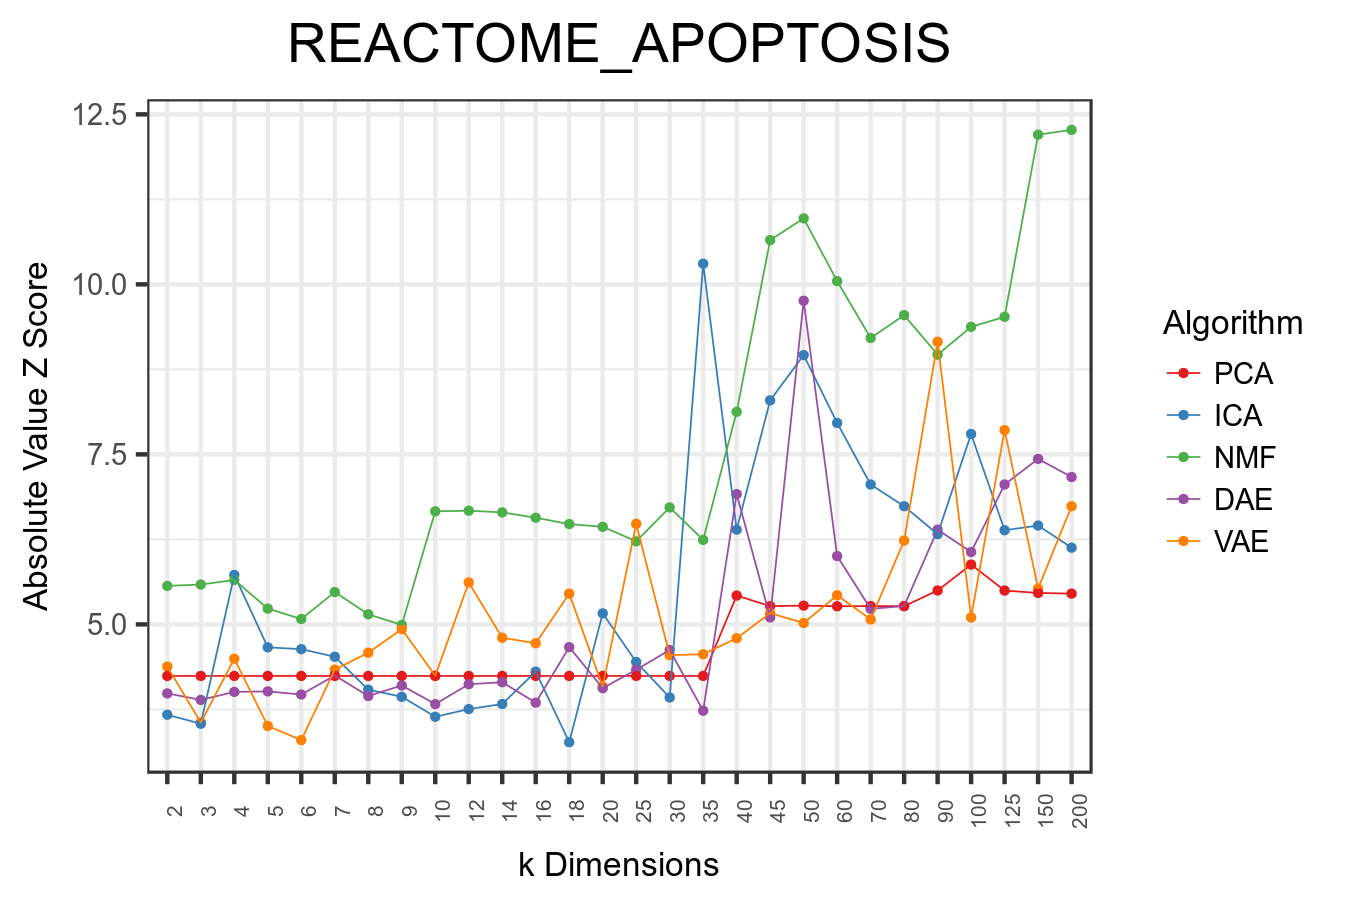 REACTOME_APOPTOSIS
Absolute Value Z Score
12.5
10.0
7.5
5.0
2 3 4 5 6 7 8 9 10 12 14 16 18 20 25 30 35 40 45 50 60 70 80 90 100 125 150 200
k Dimensions
Algorithm
PCA
ICA
NMF
DAE
VAE